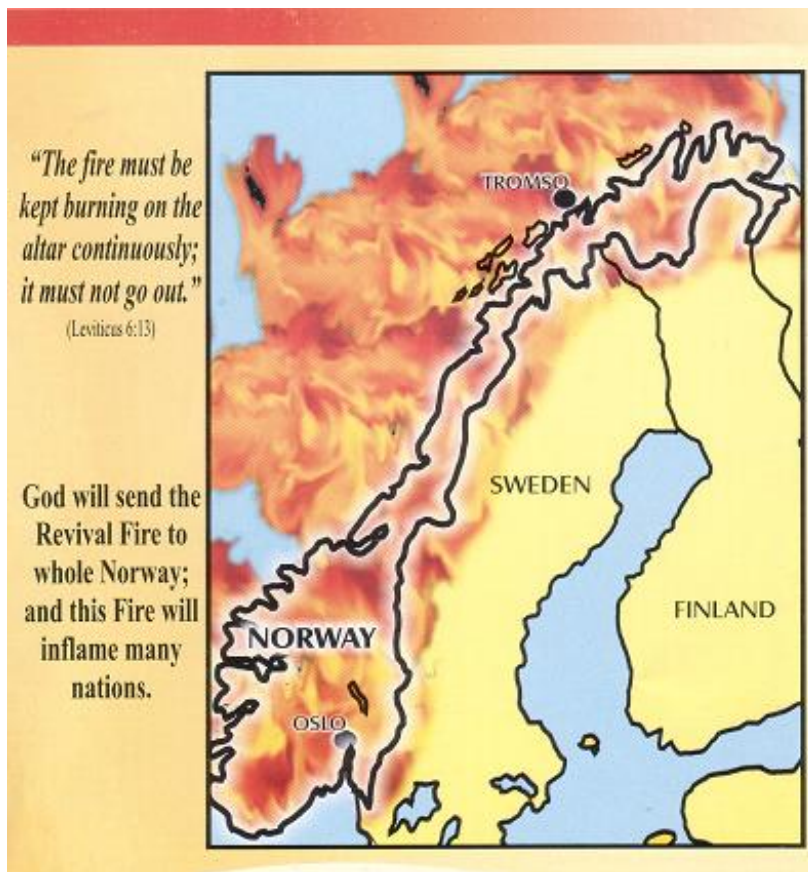 “The fire must be
kept burning on the
altar continuously;
it must not go out.”
(Leviticus 6:13)
God will send the
Revival Fire to
whole Norway;
and this Fire will
inflame many
nations.
TROMSO
SWEDEN
FINLAND
NORWAY
OSLO